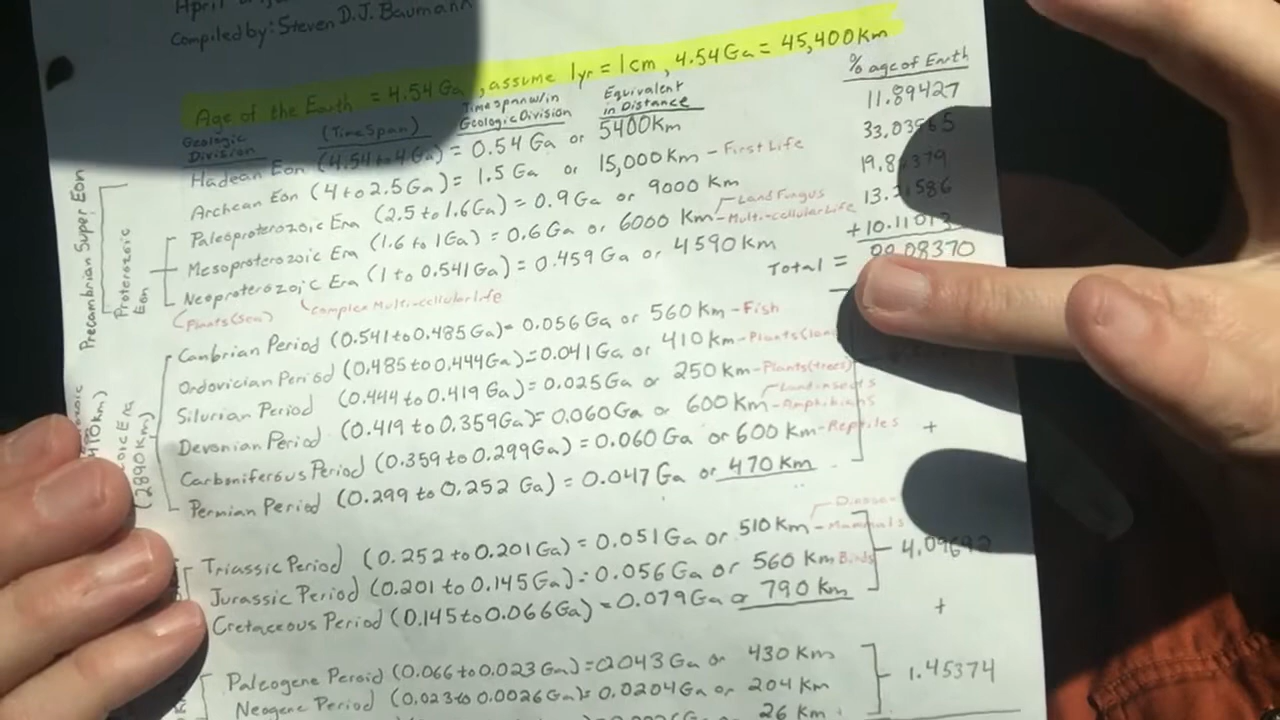 April
Compiled by: Steven D.J. Baumann
Age of the Earth = 4.54 Ga, assume 1yr = 1cm, 4.54 Ga = 45,400 Km
Geologic Division (Time Span) Time span w/in Geologic Division Equivalent in Distance % age of Earth
Hadean Eon (4.54 to 4 Ga) = 0.54 Ga or 5400 Km 11.89427
Archean Eon (4 to 2.5 Ga) = 1.5 Ga or 15,000 Km - First Life
Paleoproterozoic Era (2.5 to 1.6 Ga) = 0.9 Ga or 9000 Km
Land Fungus
Mesoproterozoic Era (1.6 to 1 Ga) = 0.6 Ga or 6000 Km - Multi-cellular Life
Neoproterozoic Era (1 to 0.541 Ga) = 0.459 Ga or 4590 Km
Total =
Plants (Sea) Complex Multi-cellular Life
Precambrian Super Eon
Proterozoic Eon
Cambrian Period (0.541 to 0.485 Ga) = 0.056 Ga or 560 Km - Fish
Ordovician Period (0.485 to 0.444 Ga) = 0.041 Ga or 410 Km - Plants
Silurian Period (0.444 to 0.419 Ga) = 0.025 Ga or 250 Km - Plants (trees)
Land insects
Devonian Period (0.419 to 0.359 Ga) = 0.060 Ga or 600 Km - Amphibians
Carboniferous Period (0.359 to 0.299 Ga) = 0.060 Ga or 600 Km - Reptiles +
Permian Period (0.299 to 0.252 Ga) = 0.047 Ga or 470 Km
(2890 Km)
Triassic Period (0.252 to 0.201 Ga) = 0.051 Ga or 510 Km - Mammals
Jurassic Period (0.201 to 0.145 Ga) = 0.056 Ga or 560 Km Birds
Cretaceous Period (0.145 to 0.066 Ga) = 0.079 Ga or 790 Km +
Paleogene Peroid (0.066 to 0.023 Ga) = 0.043 Ga or 430 Km 1.45374
Neogene Period (0.023 to 0.0026 Ga) = 0.0204 Ga or 204 Km
26 Km